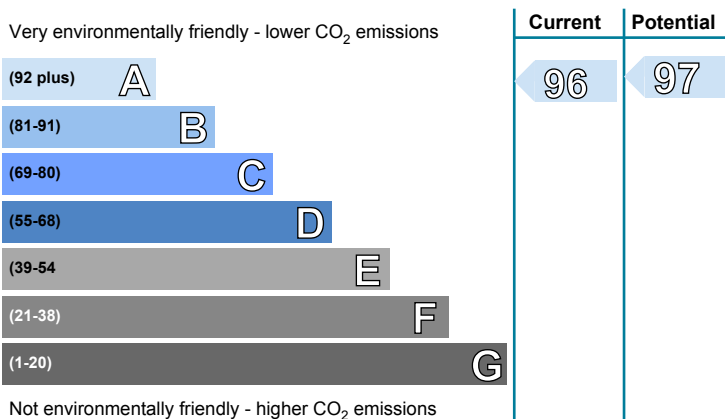 Current Potential
Very environmentally friendly - lower CO2 emissions
(92 plus) A 96 97
(81-91) B
(69-80) C
(55-68) D
(39-54 E
(21-38) F
(1-20) G
Not environmentally friendly - higher CO2 emissions